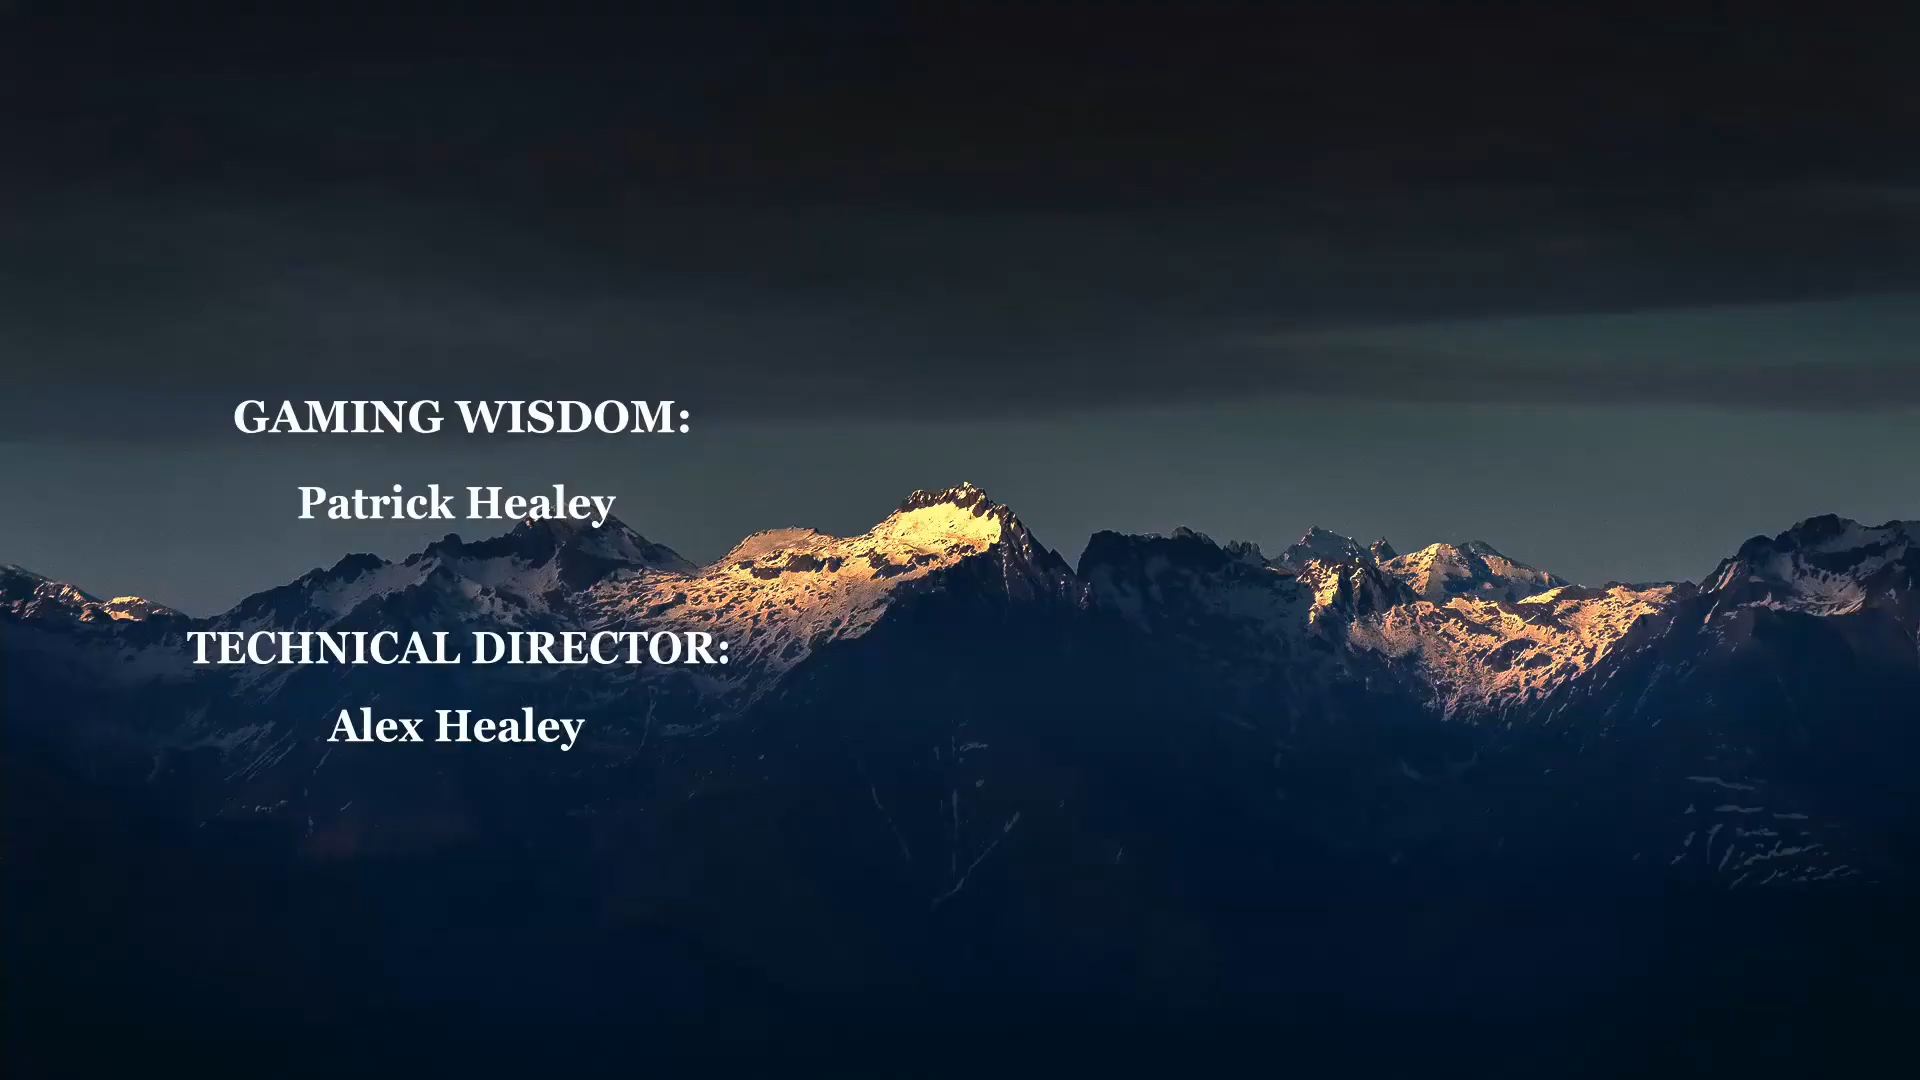 GAMING WISDOM:
Patrick Healey
TECHNICAL DIRECTOR:
Alex Healey